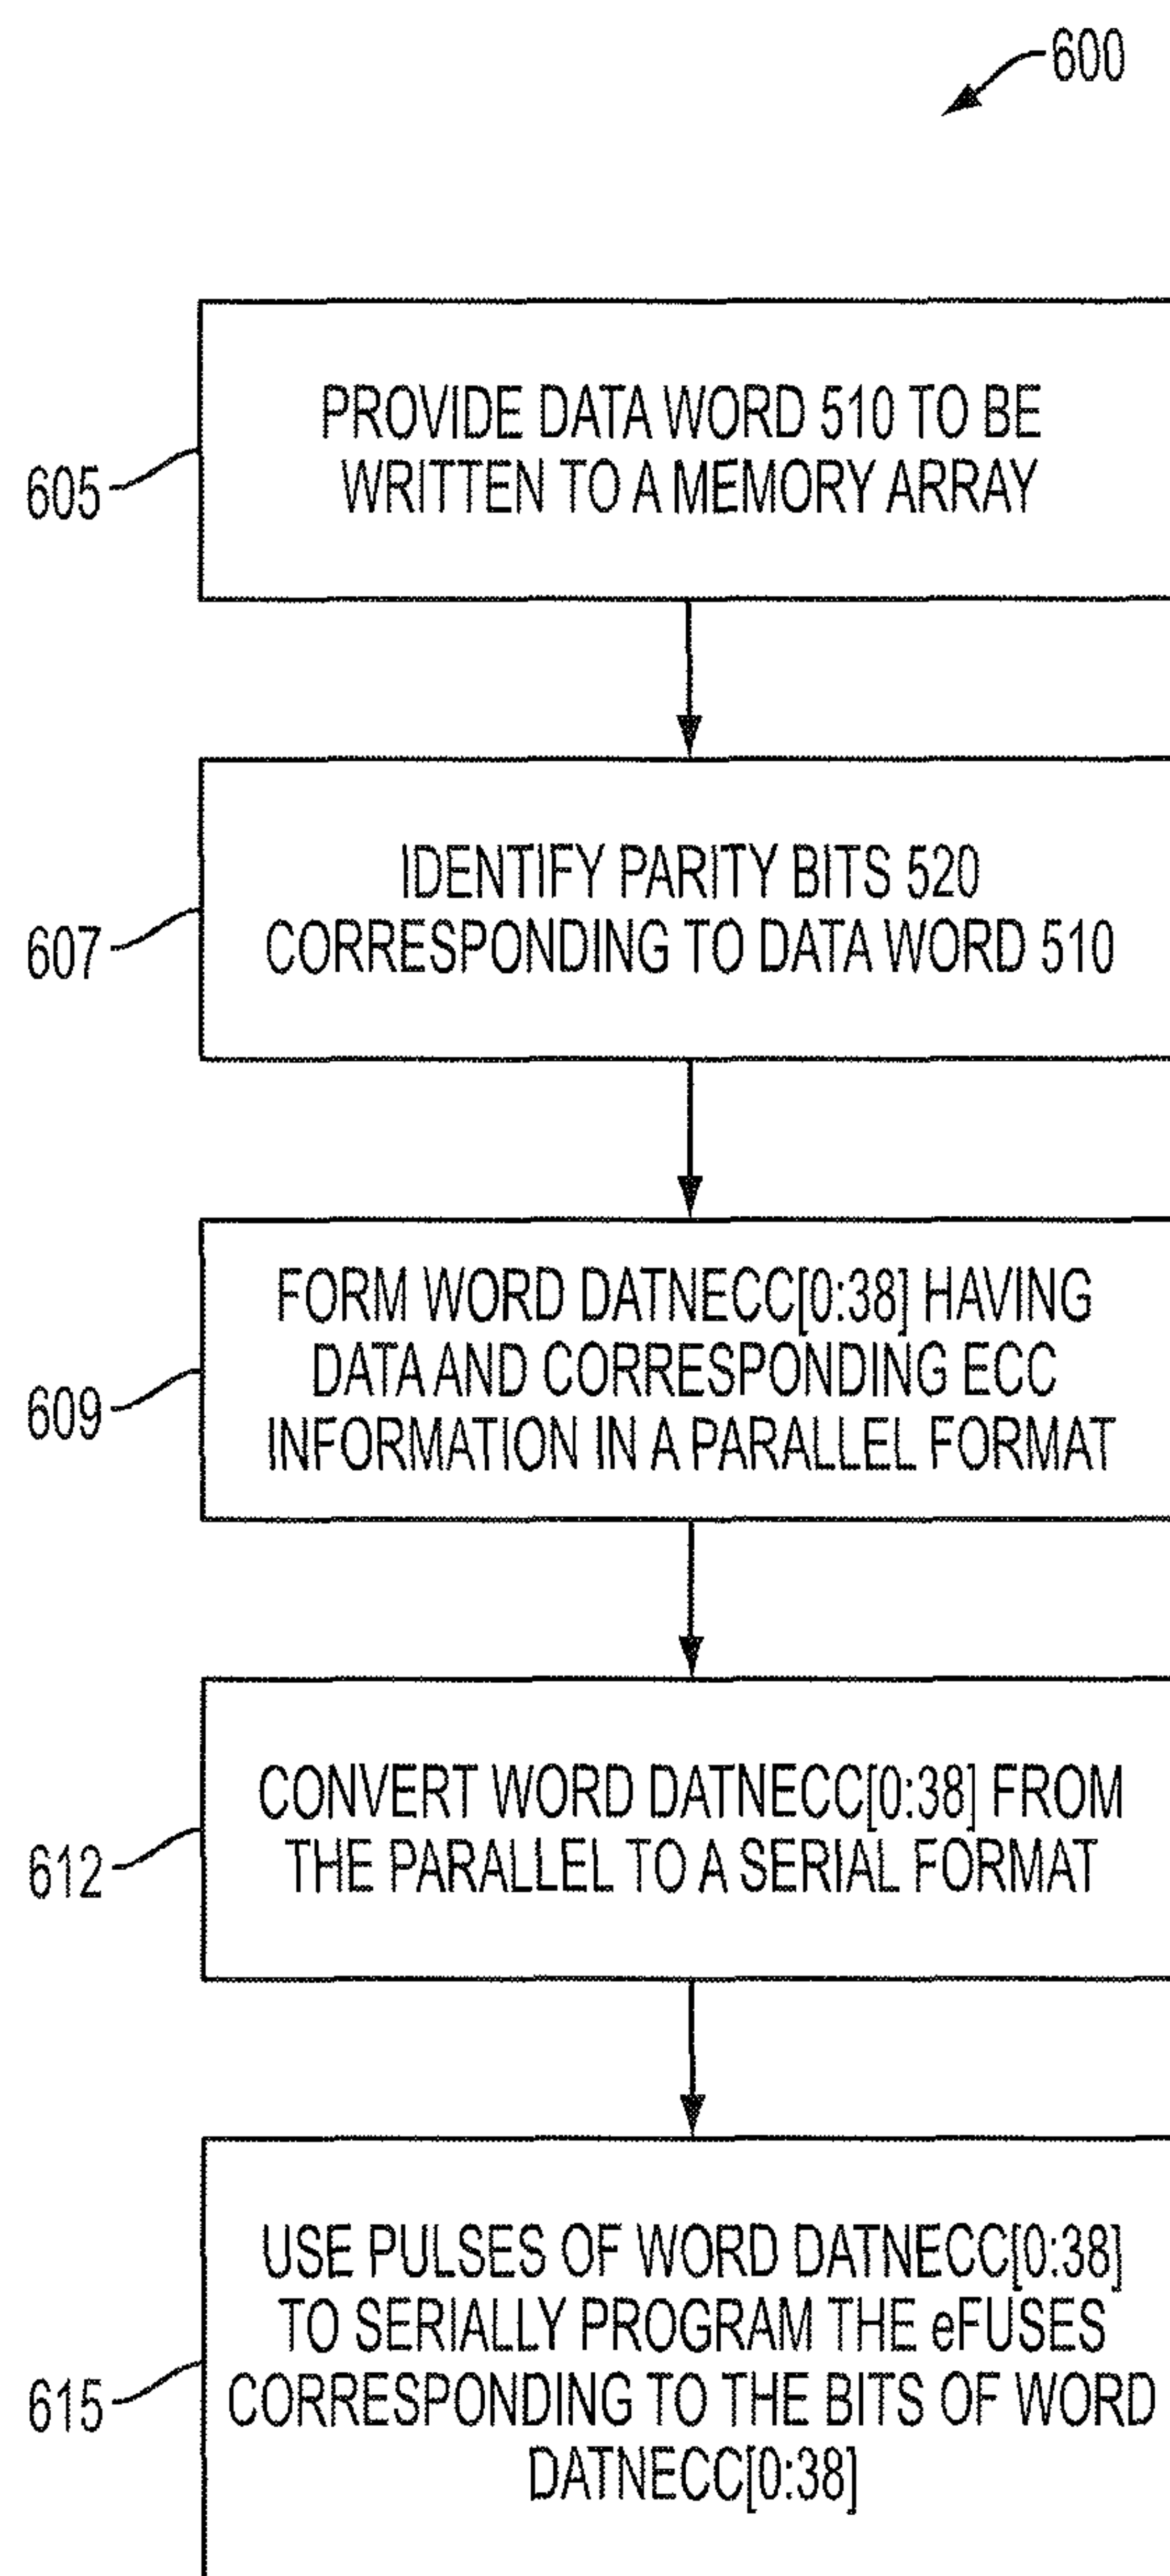 600
PROVIDE DATA WORD 510 TO BE
WRITTEN TO A MEMORY ARRAY
605
IDENTIFY PARITY BITS 520
CORRESPONDING TO DATA WORD 510
607
FORM WORD DATNECC[0:38] HAVING
DATA AND CORRESPONDING ECC
INFORMATION IN A PARALLEL FORMAT
609
CONVERT WORD DATNECC[0:38] FROM
THE PARALLEL TO A SERIAL FORMAT
612
USE PULSES OF WORD DATNECC[0:38]
TO SERIALLY PROGRAM THE eFUSES
CORRESPONDING TO THE BITS OF WORD
DATNECC[0:38]
615